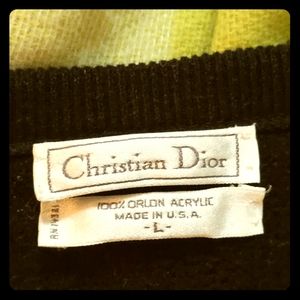 Christian Dior
100% ORLON ACRYLIC
MADE IN U.S.A.
-L-